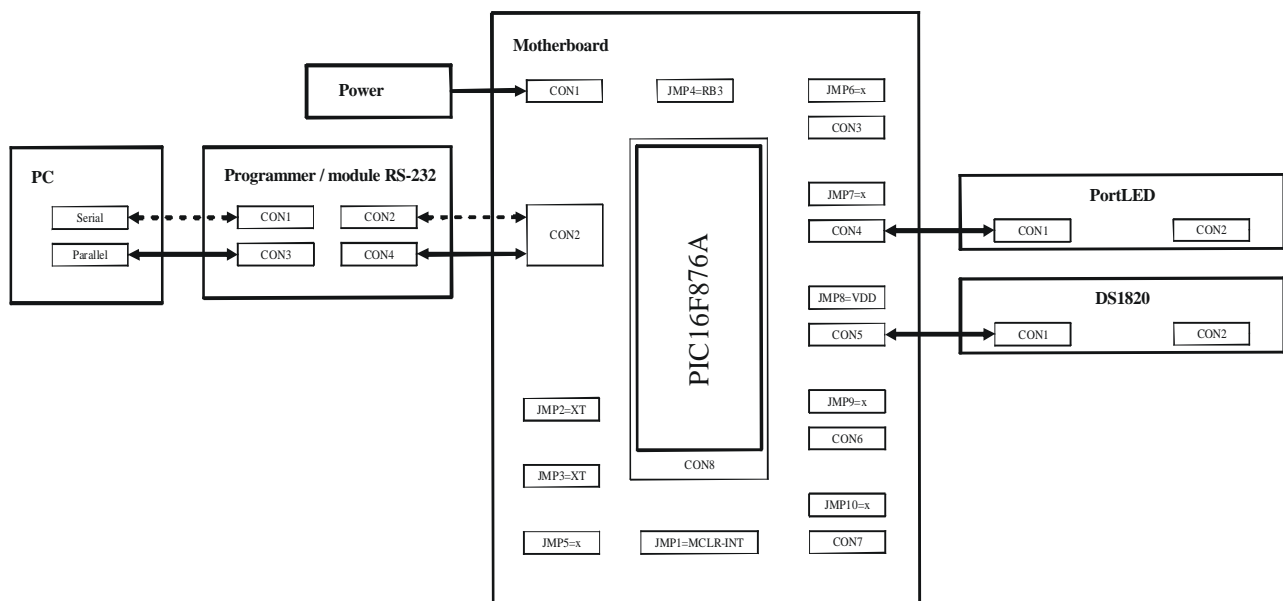 Motherboard
Power
CON1
JMP4=RB3
JMP6=x
CON3
PC
Serial
Parallel
Programmer / module RS-232
CON1
CON2
CON3
CON4
CON2
PIC16F876A
CON8
JMP7=x
CON4
JMP8=VDD
CON5
PortLED
CON1
CON2
DS1820
CON1
CON2
JMP2=XT
JMP3=XT
JMP5=x
JMP1=MCLR-INT
JMP9=x
CON6
JMP10=x
CON7